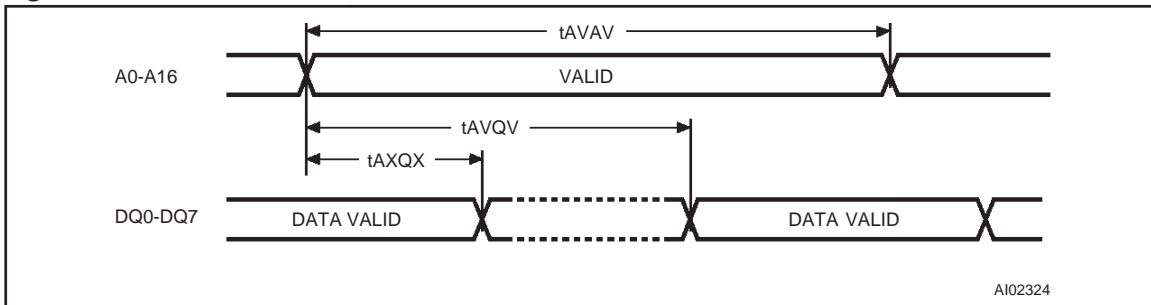 tAVAV
A0-A16 VALID
tAVQV
tAXQX
DQ0-DQ7 DATA VALID DATA VALID
AI02324